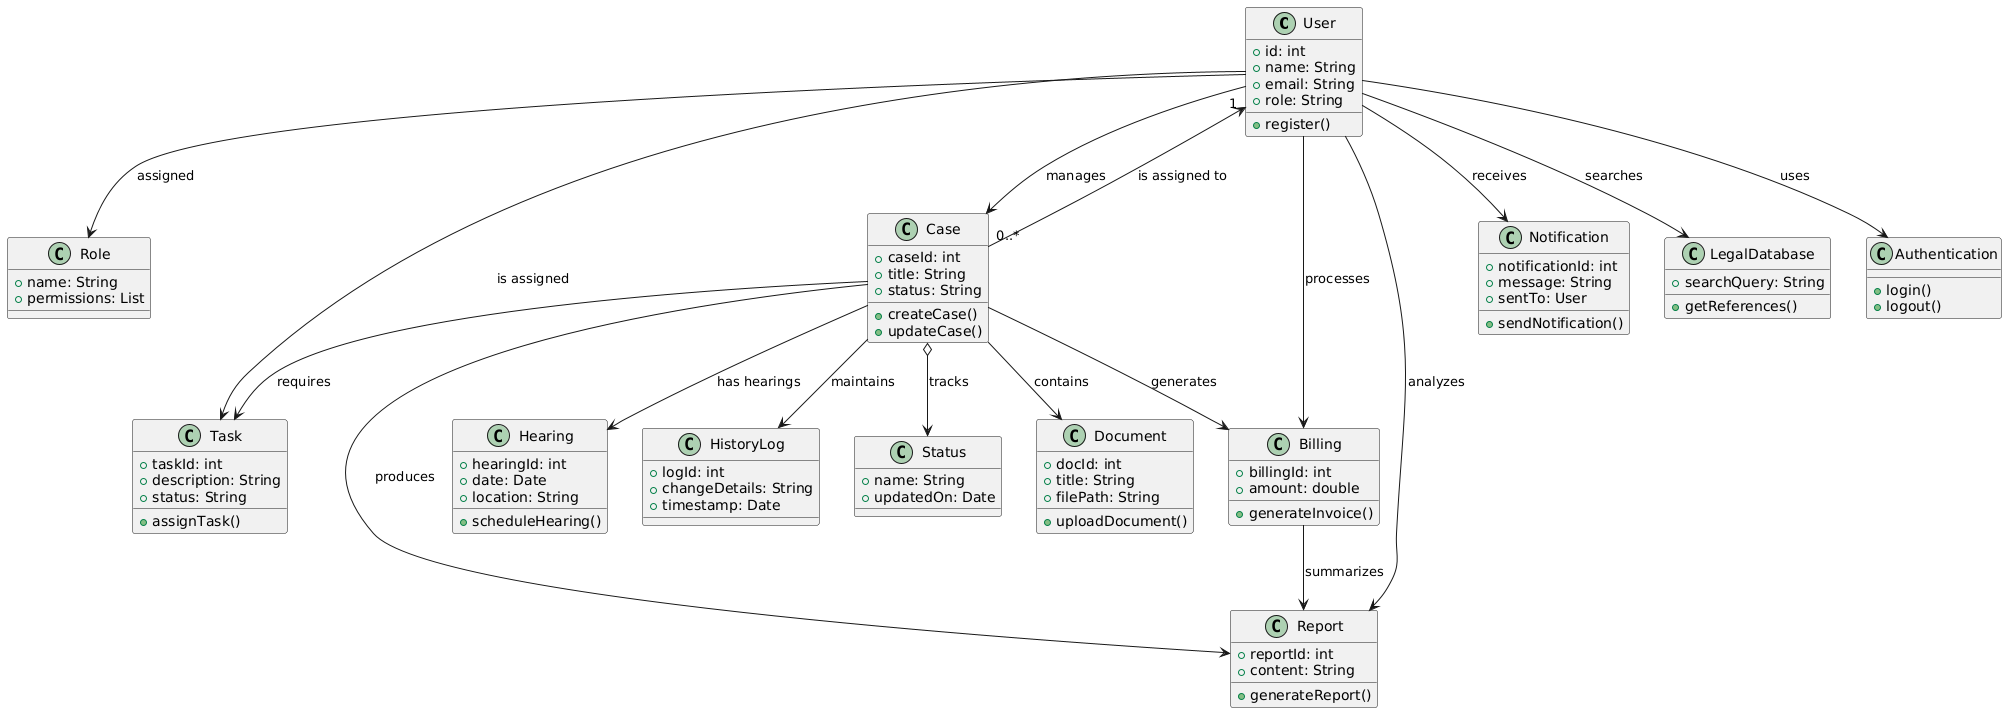 C User
id: int
name: String
email: String
role: String
register()
1
assigned
manages
is assigned to
receives
searches
uses
C Role
name: String
permissions: List
is assigned
C Case
caseId: int
title: String
status: String
createCase()
updateCase()
0..*
processes
C Notification
notificationId: int
message: String
sentTo: User
sendNotification()
C LegalDatabase
searchQuery: String
getReferences()
C Authentication
login()
logout()
requires
has hearings
maintains
tracks
contains
generates
analyzes
produces
C Task
taskId: int
description: String
status: String
assignTask()
C Hearing
hearingId: int
date: Date
location: String
scheduleHearing()
C HistoryLog
logId: int
changeDetails: String
timestamp: Date
C Status
name: String
updatedOn: Date
C Document
docId: int
title: String
filePath: String
uploadDocument()
C Billing
billingId: int
amount: double
generateInvoice()
summarizes
C Report
reportId: int
content: String
generateReport()